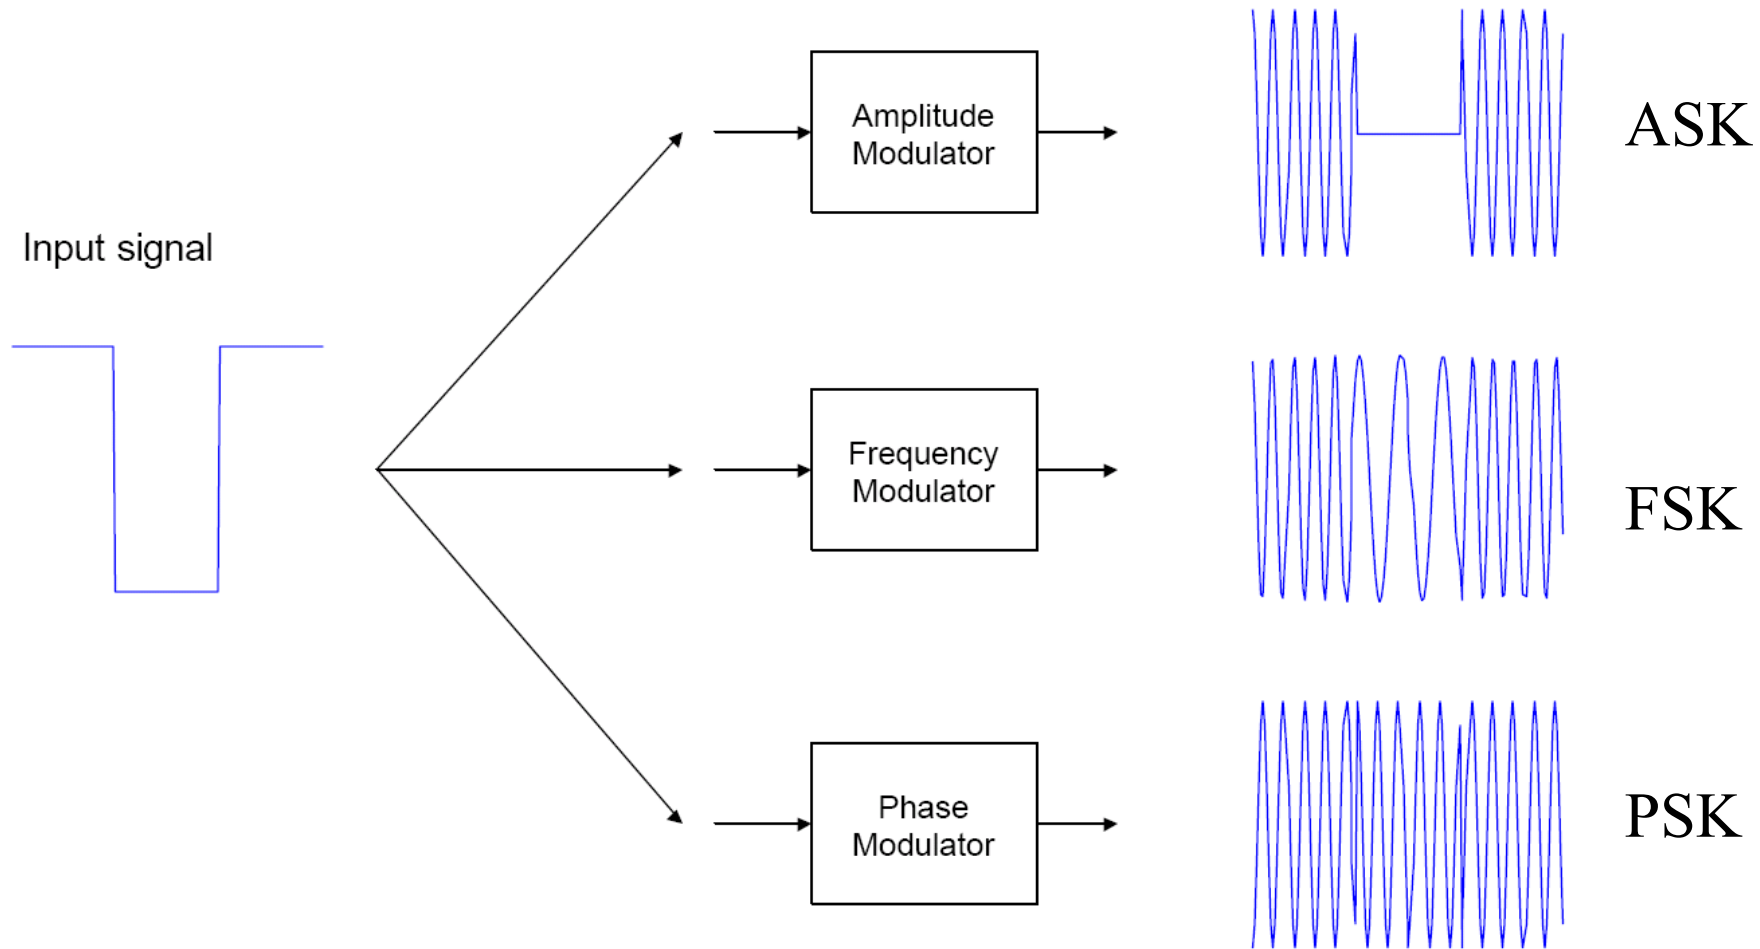 Input signal
Amplitude
Modulator
ASK
Frequency
Modulator
FSK
Phase
Modulator
PSK